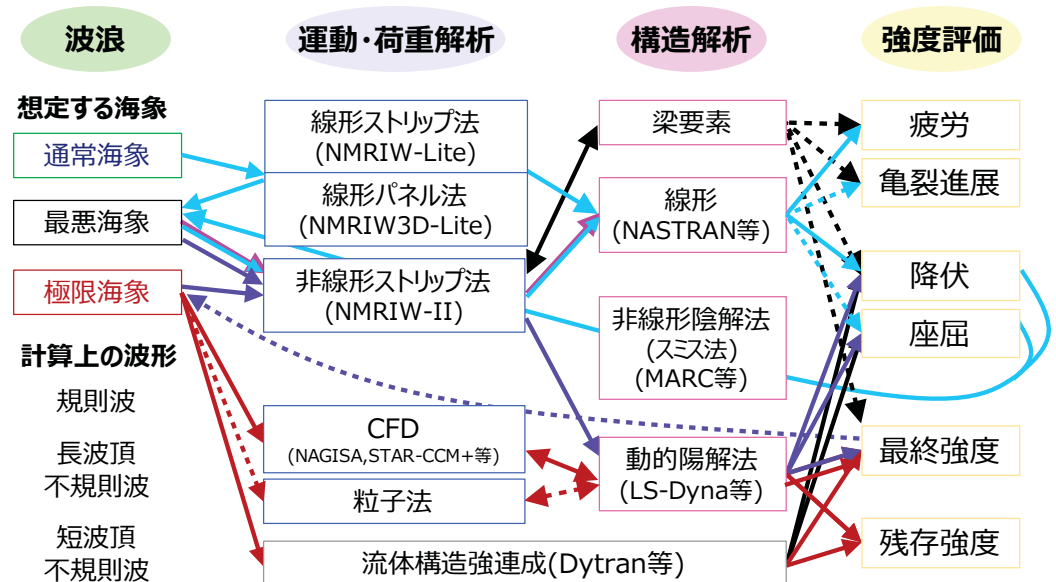 波浪
運動・荷重解析
構造解析
強度評価
想定する海象
通常海象
最悪海象
極限海象
計算上の波形
規則波
長波頂
不規則波
短波頂
不規則波
線形ストリップ法
(NMRIW-Lite)
線形パネル法
(NMRIW3D-Lite)
非線形ストリップ法
(NMRIW-II)
CFD
(NAGISA,STAR-CCM+等)
粒子法
流体構造強連成(Dytran等)
梁要素
線形
(NASTRAN等)
非線形陰解法
(スミス法)
(MARC等)
動的陽解法
(LS-Dyna等)
疲労
亀裂進展
降伏
座屈
最終強度
残存強度